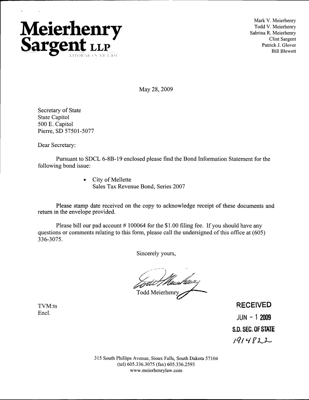 Meierhenry
Sargent LLP
ATTORNEYS AT LAW
Mark V. Meierhenry
Todd V. Meierhenry
Sabrina R. Meierhenry
Clint Sargent
Patrick J. Glover
Bill Blewett
May 28, 2009
Secretary of State
State Capitol
500 E. Capitol
Pierre, SD 57501-5077
Dear Secretary:
Pursuant to SDCL 6-8B-19 enclosed please find the Bond Information Statement for the
following bond issue:
• City of Mellette
Sales Tax Revenue Bond, Series 2007
Please stamp date received on the copy to acknowledge receipt of these documents and
return in the envelope provided.
Please bill our pad account # 100064 for the $1.00 filing fee. If you should have any
questions or comments relating to this form, please call the undersigned of this office at (605)
336-3075.
Sincerely yours,
Todd Meierhenry
Todd Meierhenry
TVM:ts
Encl.
RECEIVED
JUN - 1 2009
S.D. SEC. OF STATE
1914822
315 South Phillips Avenue, Sioux Falls, South Dakota 57104
(tel) 605.336.3075 (fax) 605.336.2593
www.meierhenrylaw.com